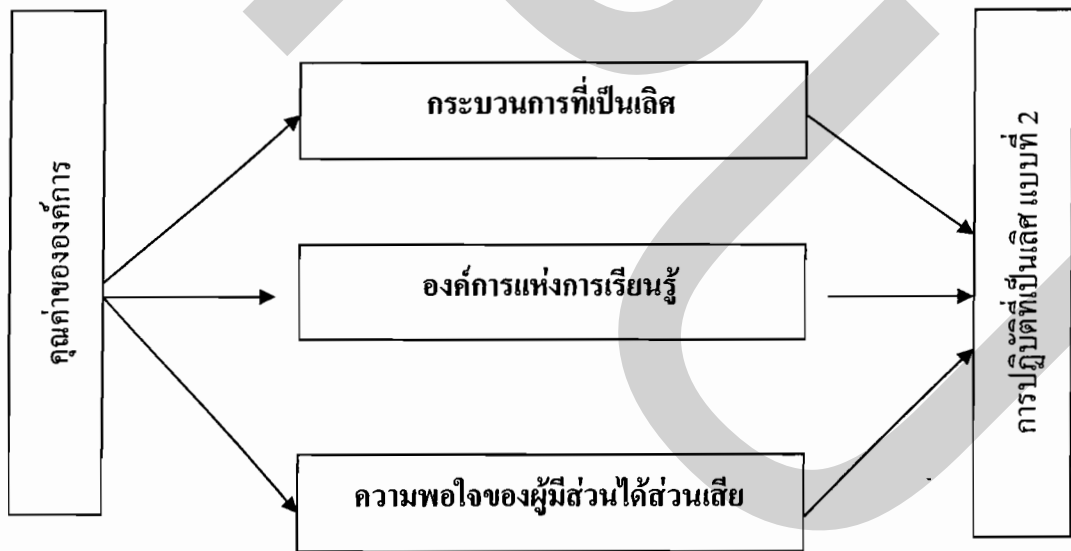 คุณค่าขององค์การ
กระบวนการที่เป็นเลิศ
องค์การแห่งการเรียนรู้
ความพอใจของผู้มีส่วนได้ส่วนเสีย
การปฏิบัติที่เป็นเลิศ แบบที่ 2